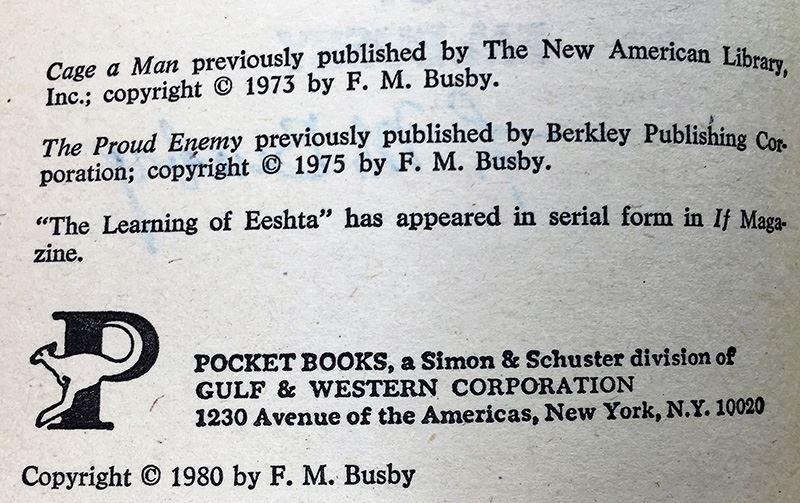 Cage a Man previously published by The New American Library,
Inc.; copyright © 1973 by F. M. Busby.
The Proud Enemy previously published by Berkley Publishing Cor-
poration; copyright © 1975 by F. M. Busby.
“The Learning of Eeshta” has appeared in serial form in If Maga-
zine.
P
POCKET BOOKS, a Simon & Schuster division of
GULF & WESTERN CORPORATION
1230 Avenue of the Americas, New York, N.Y. 10020
Copyright © 1980 by F. M. Busby